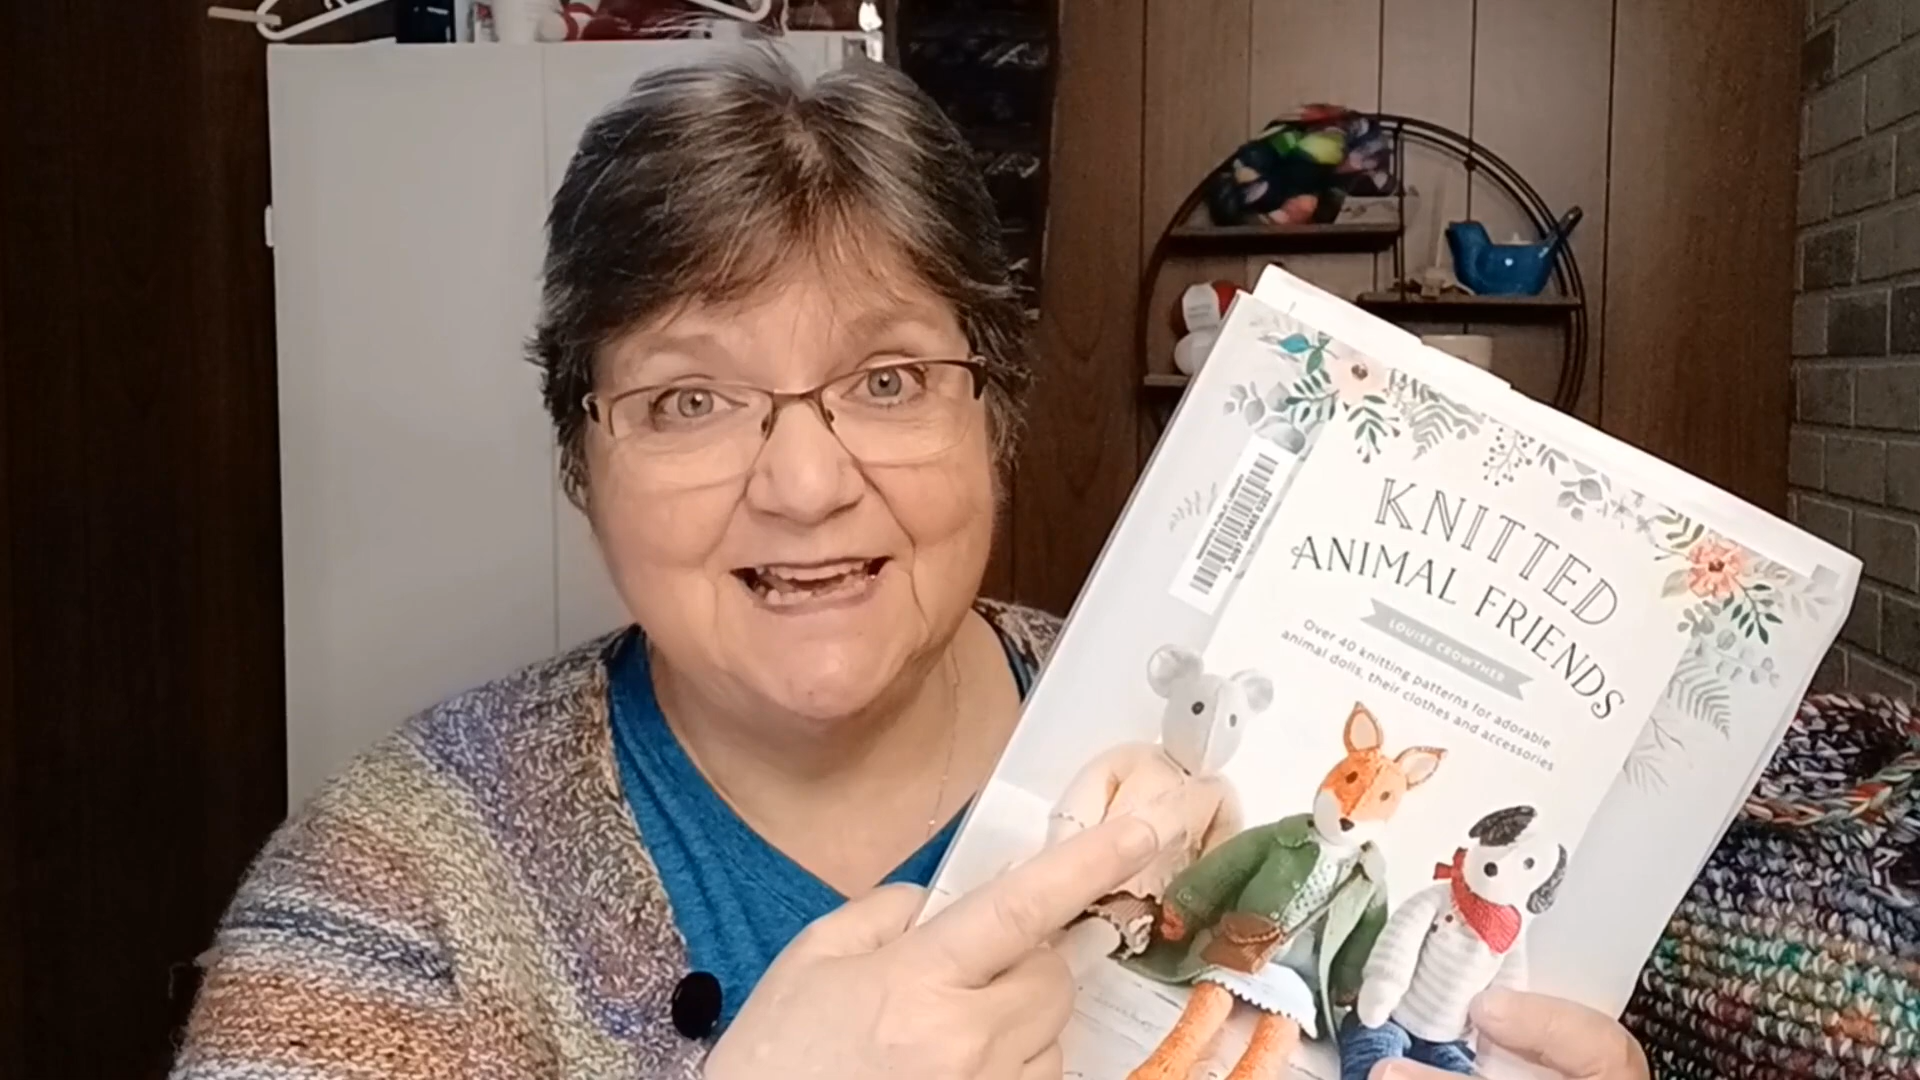 KNITTED
ANIMAL FRIENDS
LOUISE CROWTHER
Over 40 knitting patterns for adorable
animal dolls, their clothes and accessories